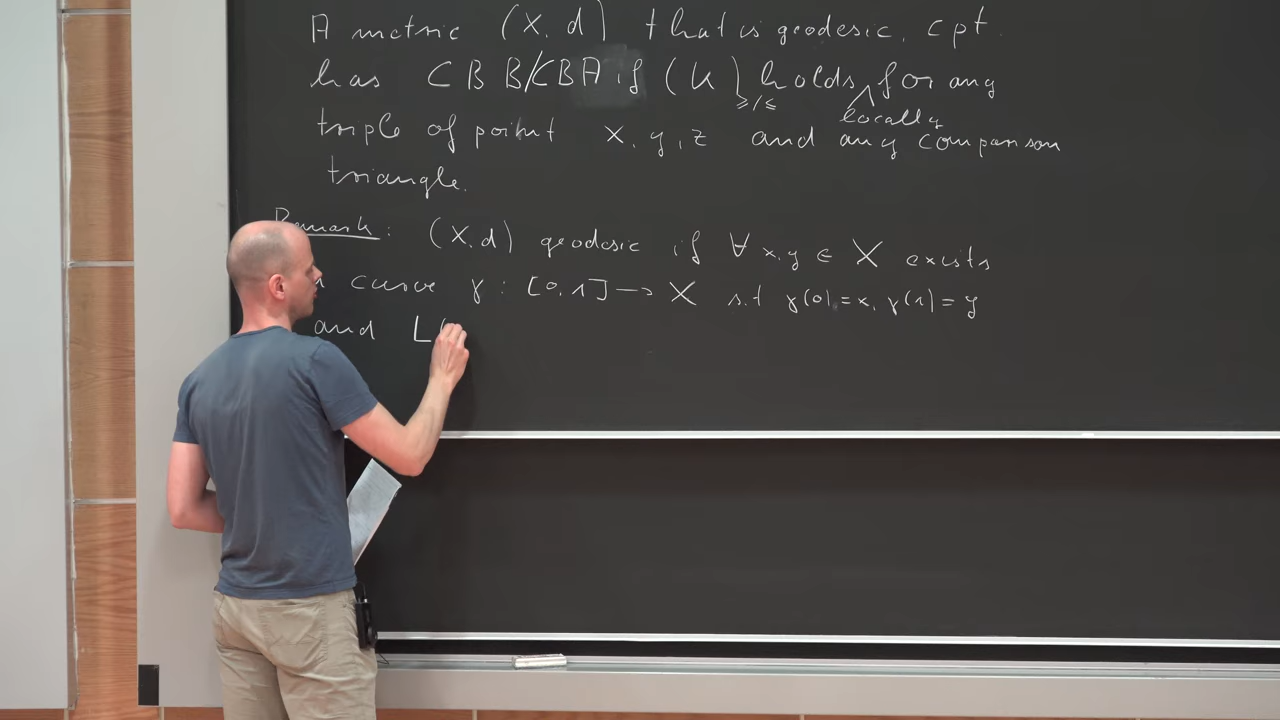 A metric (X, d) that is geodesic, cpt.
has CBB/CBA if (K)≥/≤ holds locally for any
triple of point x, y, z and any comparison
triangle.
Remark: (X, d) geodesic if ∀ x, y ∈ X exists
curve γ : [0, 1] → X s.t γ(0) = x, γ(1) = y
and L(